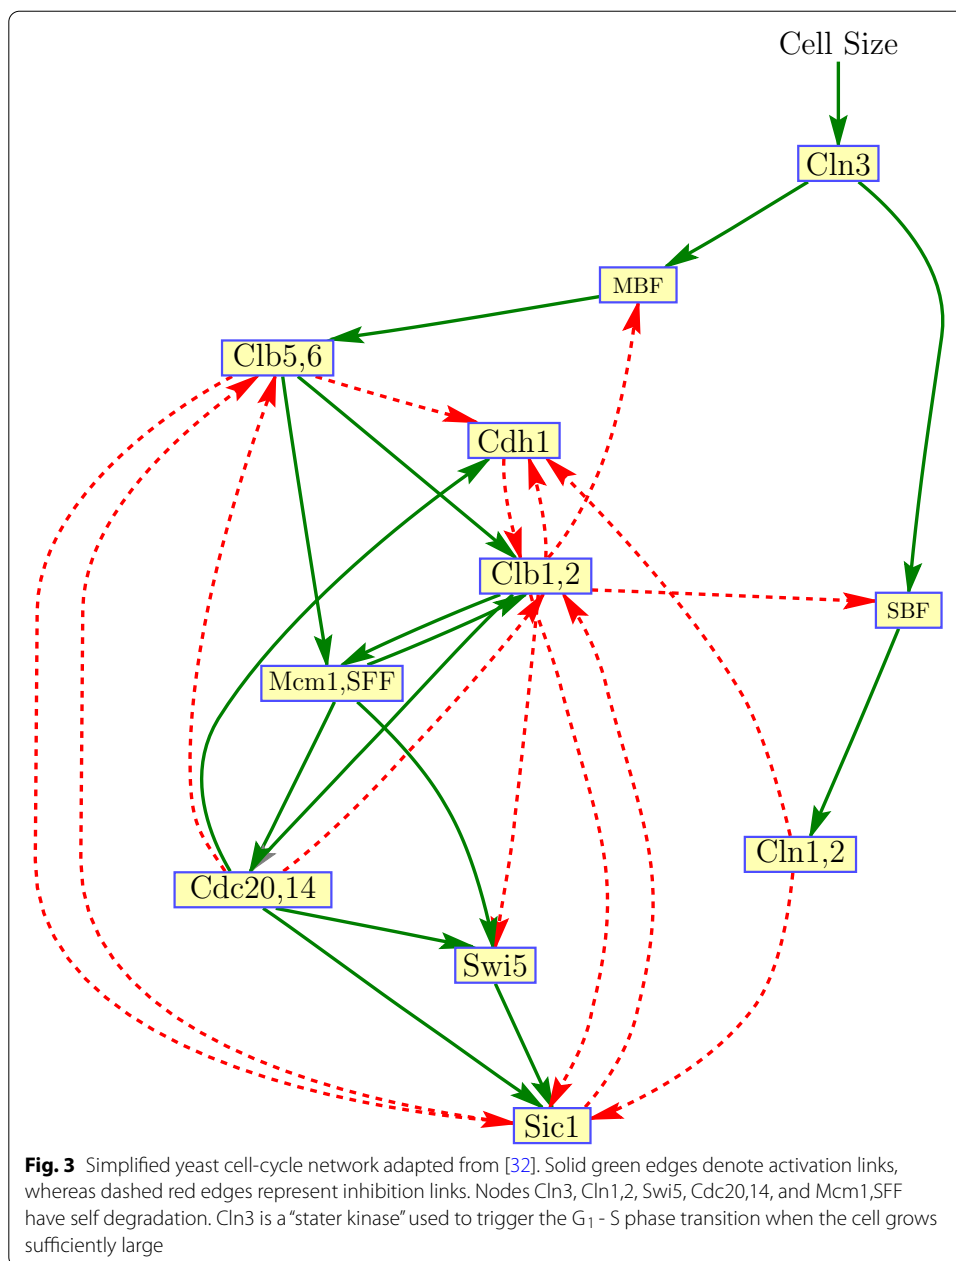 Cell Size
Cln3
MBF
Clb5,6
Cdh1
Clb1,2
SBF
Mcm1,SFF
Cln1,2
Cdc20,14
Swi5
Sic1
Fig. 3 Simplified yeast cell-cycle network adapted from [32]. Solid green edges denote activation links,
whereas dashed red edges represent inhibition links. Nodes Cln3, Cln1,2, Swi5, Cdc20,14, and Mcm1,SFF
have self degradation. Cln3 is a “stater kinase” used to trigger the G1 - S phase transition when the cell grows
sufficiently large